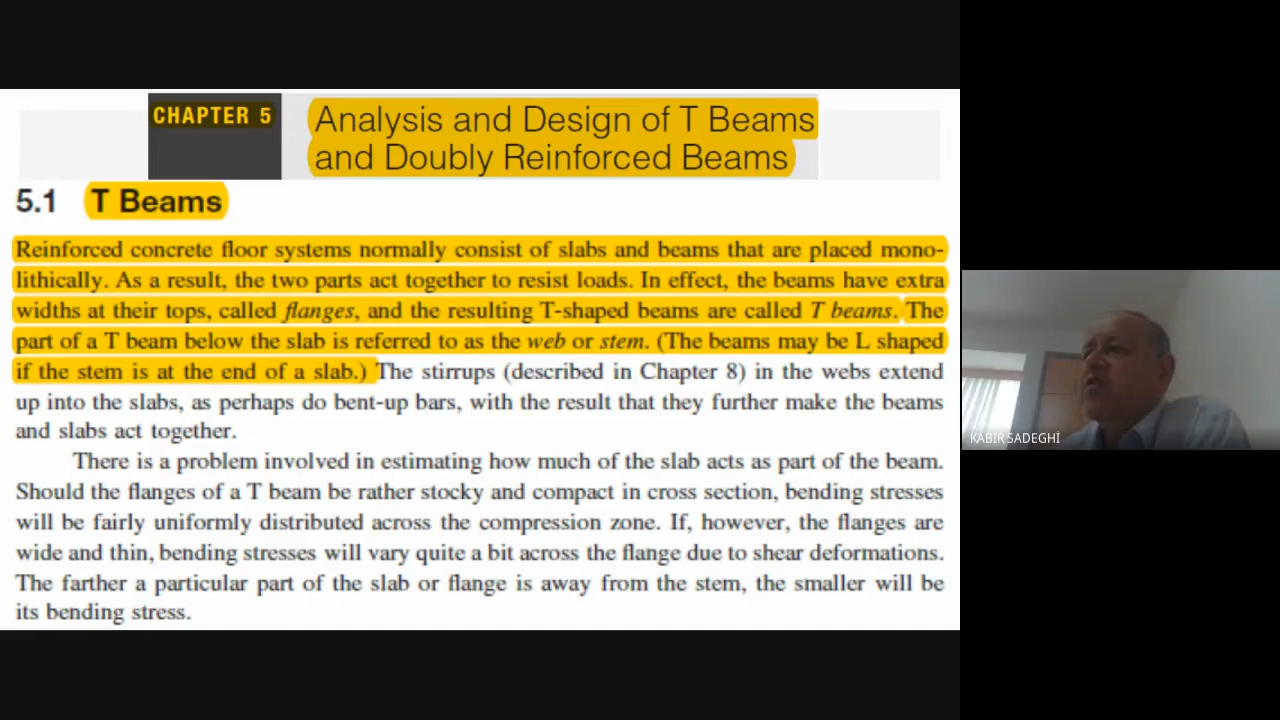 CHAPTER 5
Analysis and Design of T Beams
and Doubly Reinforced Beams
5.1 T Beams
Reinforced concrete floor systems normally consist of slabs and beams that are placed mono-
lithically. As a result, the two parts act together to resist loads. In effect, the beams have extra
widths at their tops, called flanges, and the resulting T-shaped beams are called T beams. The
part of a T beam below the slab is referred to as the web or stem. (The beams may be L shaped
if the stem is at the end of a slab.) The stirrups (described in Chapter 8) in the webs extend
up into the slabs, as perhaps do bent-up bars, with the result that they further make the beams
and slabs act together.
There is a problem involved in estimating how much of the slab acts as part of the beam.
Should the flanges of a T beam be rather stocky and compact in cross section, bending stresses
will be fairly uniformly distributed across the compression zone. If, however, the flanges are
wide and thin, bending stresses will vary quite a bit across the flange due to shear deformations.
The farther a particular part of the slab or flange is away from the stem, the smaller will be
its bending stress.
KABIR SADEGHİ